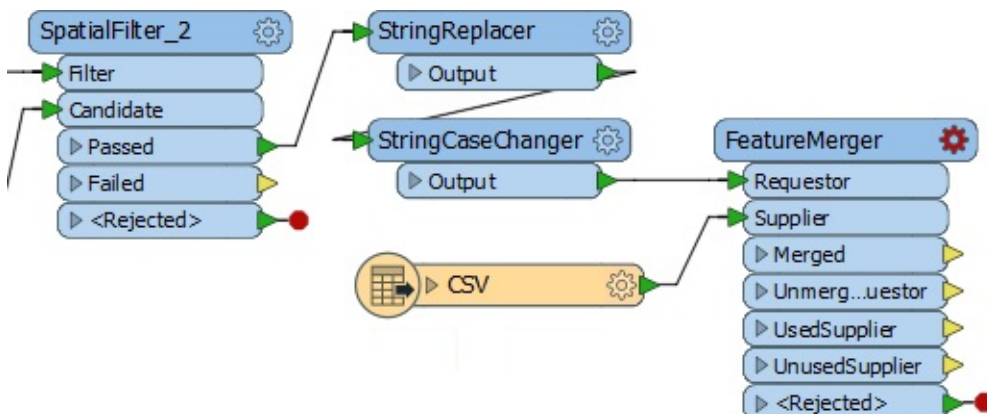 SpatialFilter_2
Filter
Candidate
Passed
Failed
<Rejected>
StringReplacer
Output
StringCaseChanger
Output
CSV
FeatureMerger
Requestor
Supplier
Merged
Unmerg...uestor
UsedSupplier
UnusedSupplier
<Rejected>